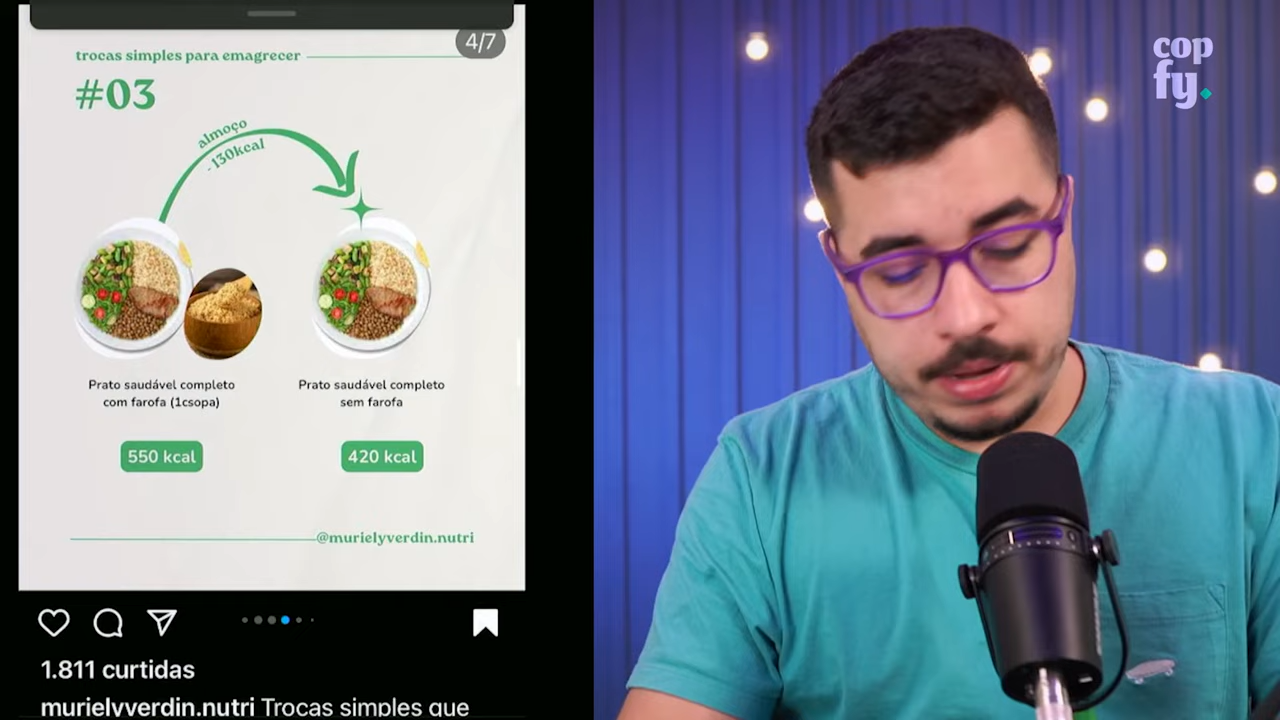 4/7
trocas simples para emagrecer
#03
almoço
-130kcal
Prato saudável completo
com farofa (1csopa)
550 kcal
Prato saudável completo
sem farofa
420 kcal
@murielyverdin.nutri
1.811 curtidas
murielyverdin.nutri Trocas simples que
cop
fy.